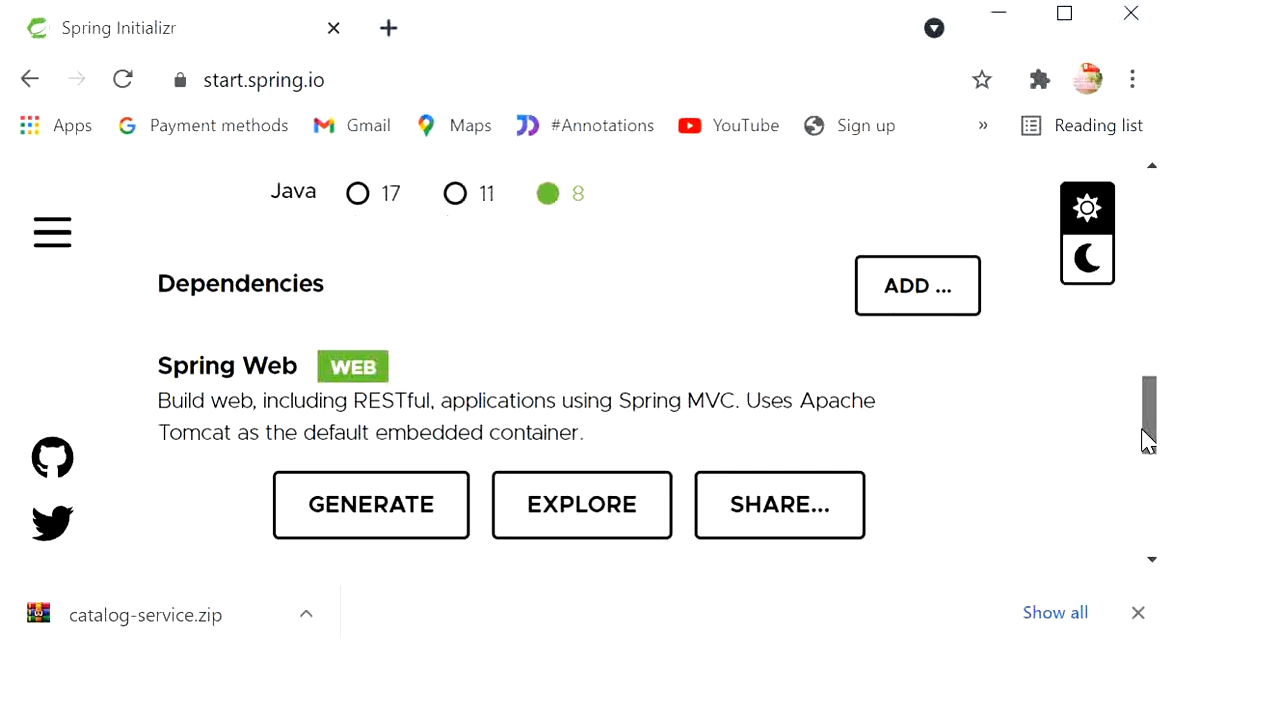 Spring Initializr
start.spring.io
Apps Payment methods Gmail Maps #Annotations YouTube Sign up » Reading list
Java 17 11 8
Dependencies ADD ...
Spring Web WEB
Build web, including RESTful, applications using Spring MVC. Uses Apache
Tomcat as the default embedded container.
GENERATE EXPLORE SHARE...
catalog-service.zip Show all